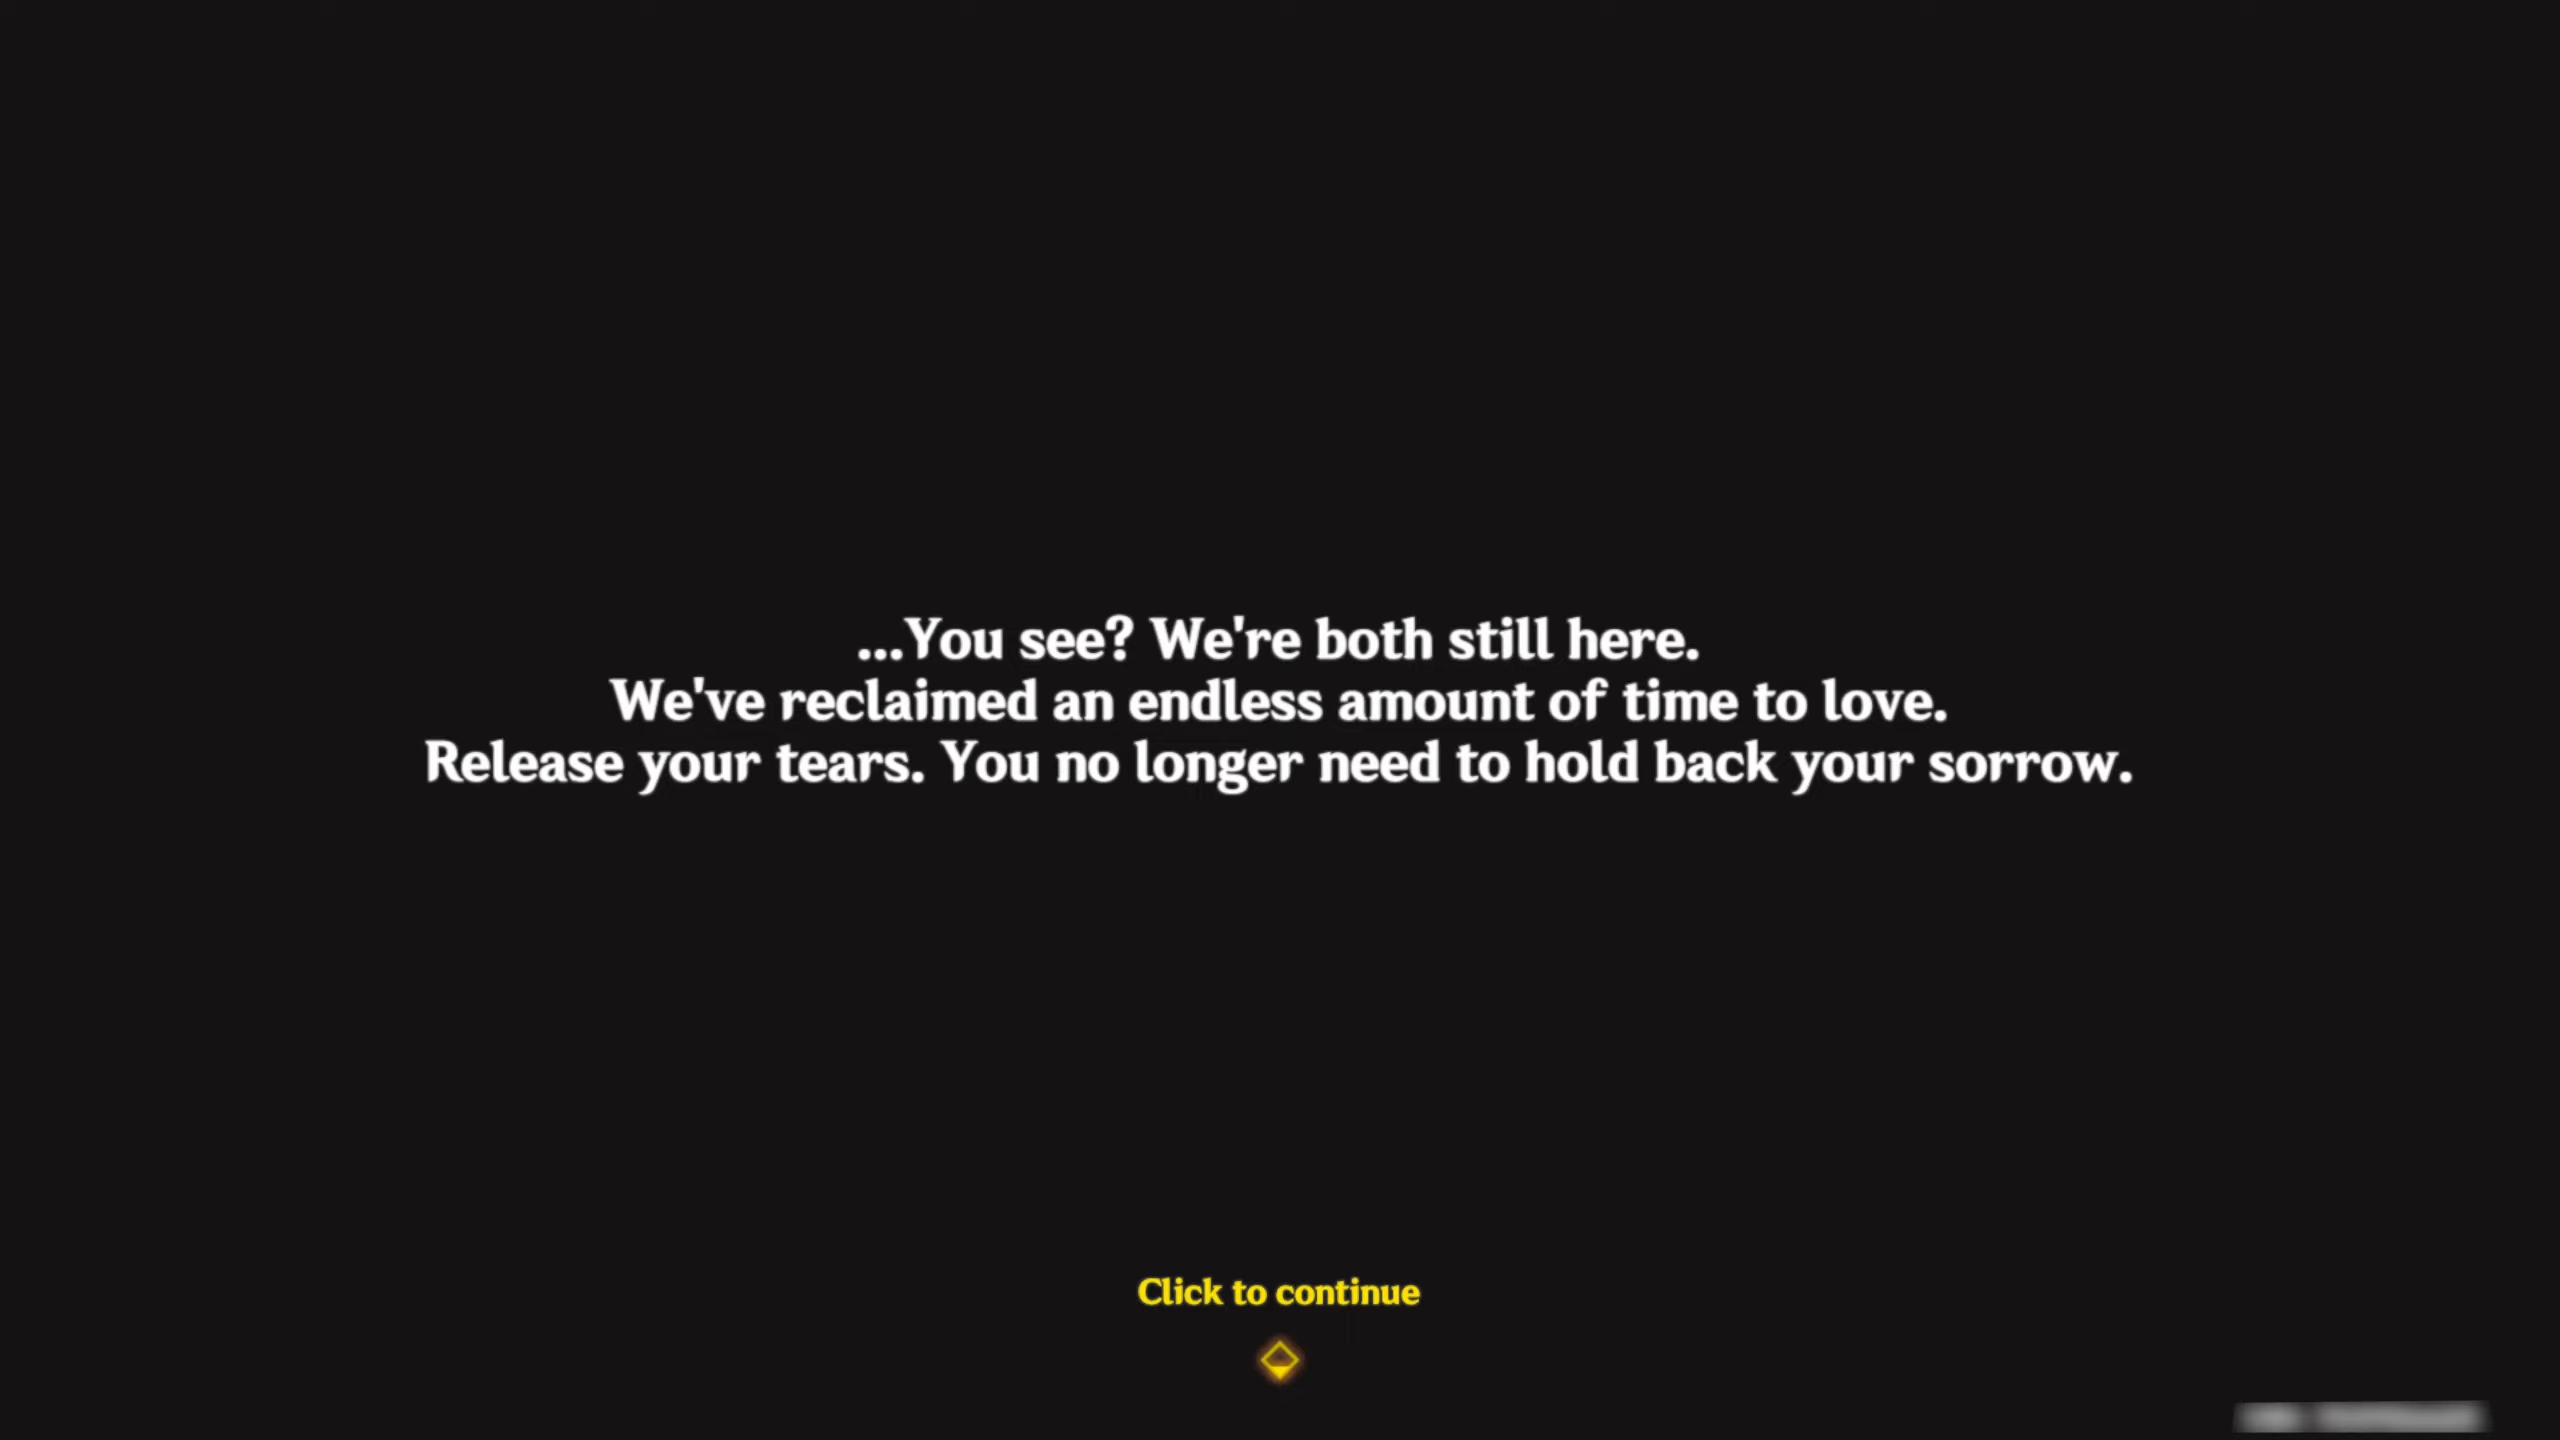 ...You see? We're both still here.
We've reclaimed an endless amount of time to love.
Release your tears. You no longer need to hold back your sorrow.
Click to continue